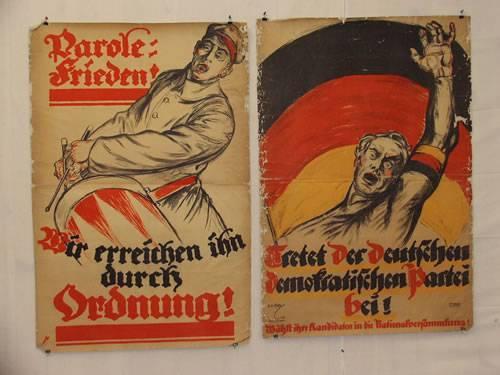 Parole:
Frieden!
Wir erreichen ihn
durch
Ordnung!
Tretet der deutschen
demokratischen Partei
bei!
Wählt ihre Kandidaten in die Nationalversammlung!